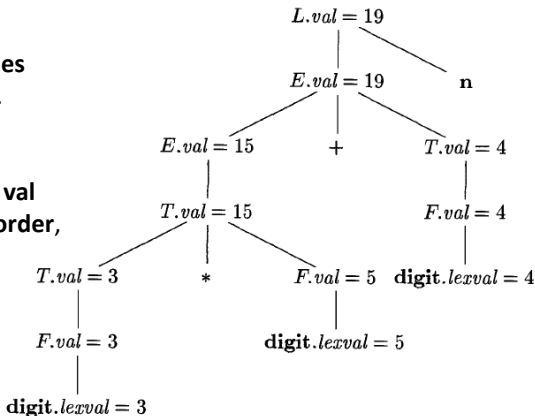 L.val = 19
es
E.val = 19
n
.
E.val = 15
+
T.val = 4
val
T.val = 15
F.val = 4
order,
T.val = 3
*
F.val = 5
digit.lexval = 4
F.val = 3
digit.lexval = 5
digit.lexval = 3